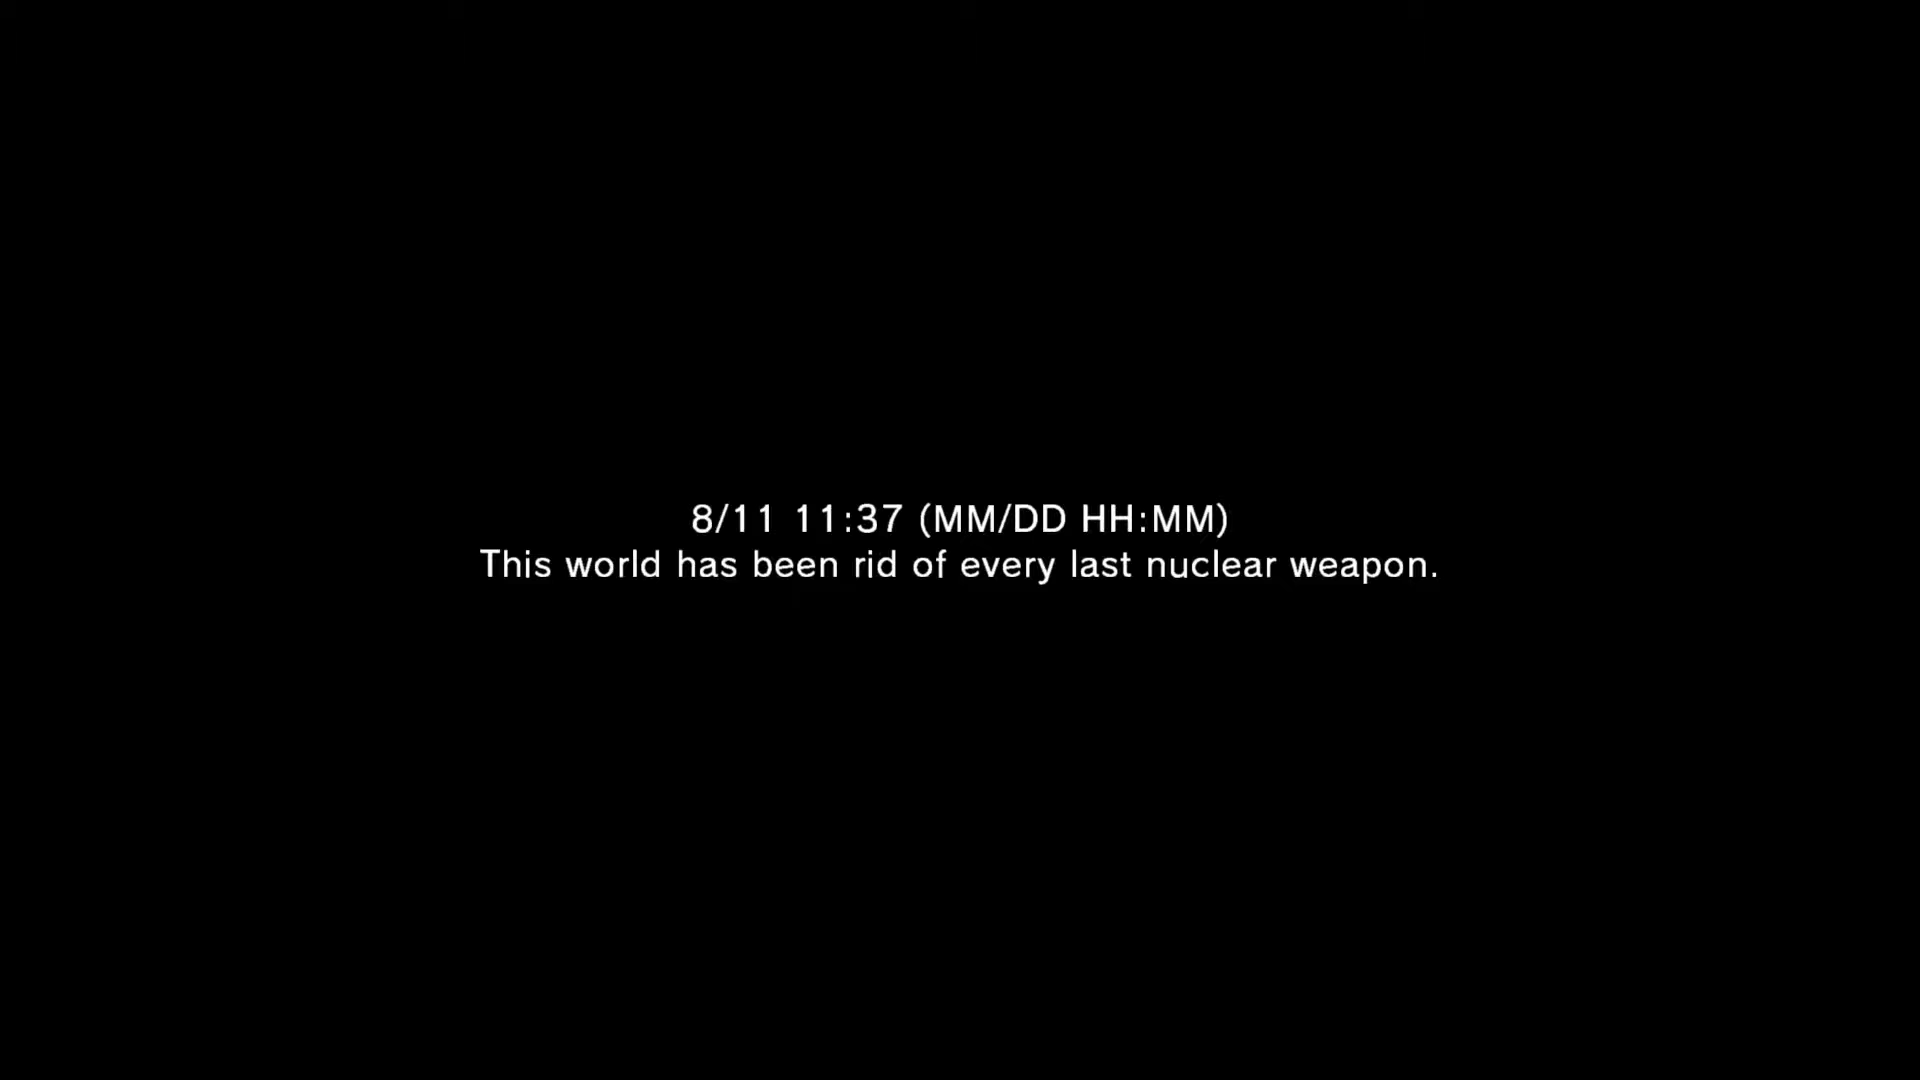 8/11 11:37 (MM/DD HH:MM)
This world has been rid of every last nuclear weapon.